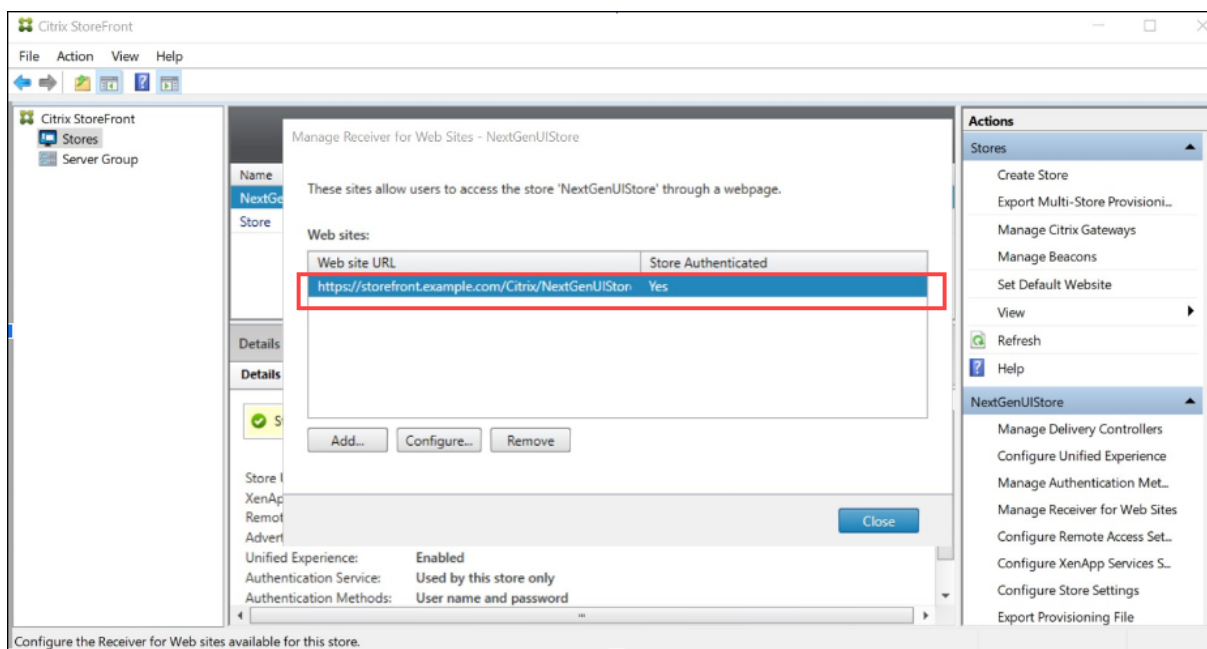 Citrix StoreFront
File Action View Help
Citrix StoreFront
Stores
Server Group
Name
NextGe
Store
Details
Details
S
Store U
XenAp
Remot
Advert
Unified Experience: Enabled
Authentication Service: Used by this store only
Authentication Methods: User name and password
Manage Receiver for Web Sites - NextGenUIStore
These sites allow users to access the store 'NextGenUIStore' through a webpage.
Web sites:
Web site URL Store Authenticated
https://storefront.example.com/Citrix/NextGenUIStor Yes
Add... Configure... Remove
Close
Actions
Stores
Create Store
Export Multi-Store Provisioni...
Manage Citrix Gateways
Manage Beacons
Set Default Website
View
Refresh
Help
NextGenUIStore
Manage Delivery Controllers
Configure Unified Experience
Manage Authentication Met...
Manage Receiver for Web Sites
Configure Remote Access Set...
Configure XenApp Services S...
Configure Store Settings
Export Provisioning File
Configure the Receiver for Web sites available for this store.